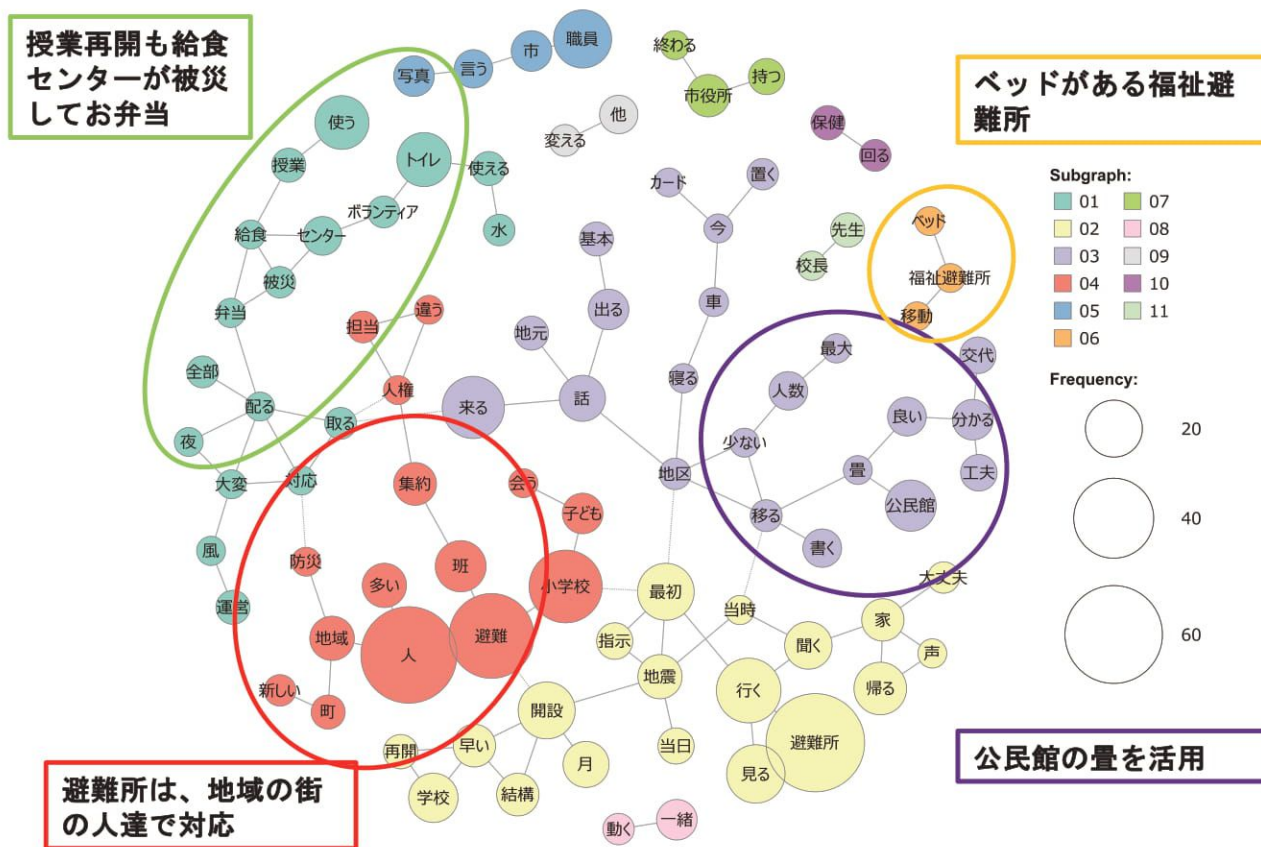 授業再開も給食
センターが被災
してお弁当
職員
市
言う
写真
終わる
市役所
持つ
ベッドがある福祉避
難所
使う
他
変える
保健
回る
授業
トイレ
使える
カード
置く
ボランティア
給食
センター
水
基本
今
先生
校長
ベッド
福祉避難所
移動
Subgraph:
01 07
02 08
03 09
04 10
05 11
06
被災
弁当
担当
違う
地元
出る
車
最大
交代
全部
人権
寝る
人数
配る
取る
来る
話
良い
分かる
夜
少ない
大変
対応
集約
会う
子ども
地区
畳
工夫
移る
公民館
書く
風
防災
班
小学校
運営
多い
最初
当時
大丈夫
地域
人
避難
指示
聞く
家
声
新しい
町
地震
行く
帰る
開設
再開
早い
当日
避難所
月
見る
学校
結構
動く
一緒
Frequency:
20
40
60
公民館の畳を活用
避難所は、地域の街
の人達で対応